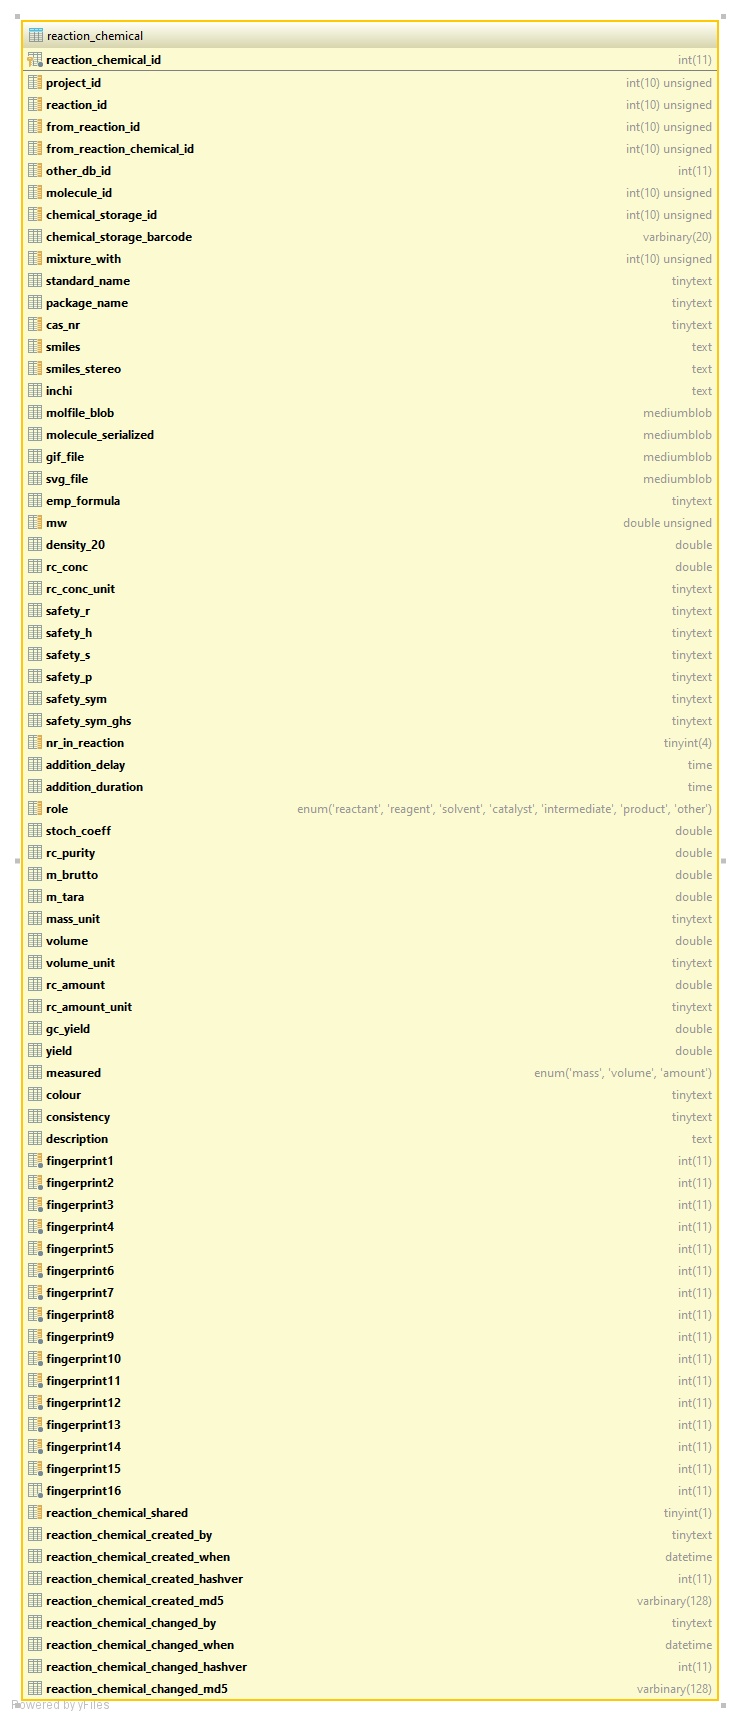 reaction_chemical
reaction_chemical_id int(11)
project_id int(10) unsigned
reaction_id int(10) unsigned
from_reaction_id int(10) unsigned
from_reaction_chemical_id int(10) unsigned
other_db_id int(11)
molecule_id int(10) unsigned
chemical_storage_id int(10) unsigned
chemical_storage_barcode varbinary(20)
mixture_with int(10) unsigned
standard_name tinytext
package_name tinytext
cas_nr tinytext
smiles text
smiles_stereo text
inchi text
molfile_blob mediumblob
molecule_serialized mediumblob
gif_file mediumblob
svg_file mediumblob
emp_formula tinytext
mw double unsigned
density_20 double
rc_conc double
rc_conc_unit tinytext
safety_r tinytext
safety_h tinytext
safety_s tinytext
safety_p tinytext
safety_sym tinytext
safety_sym_ghs tinytext
nr_in_reaction tinyint(4)
addition_delay time
addition_duration time
role enum('reactant', 'reagent', 'solvent', 'catalyst', 'intermediate', 'product', 'other')
stoch_coeff double
rc_purity double
m_brutto double
m_tara double
mass_unit tinytext
volume double
volume_unit tinytext
rc_amount double
rc_amount_unit tinytext
gc_yield double
yield double
measured enum('mass', 'volume', 'amount')
colour tinytext
consistency tinytext
description text
fingerprint1 int(11)
fingerprint2 int(11)
fingerprint3 int(11)
fingerprint4 int(11)
fingerprint5 int(11)
fingerprint6 int(11)
fingerprint7 int(11)
fingerprint8 int(11)
fingerprint9 int(11)
fingerprint10 int(11)
fingerprint11 int(11)
fingerprint12 int(11)
fingerprint13 int(11)
fingerprint14 int(11)
fingerprint15 int(11)
fingerprint16 int(11)
reaction_chemical_shared tinyint(1)
reaction_chemical_created_by tinytext
reaction_chemical_created_when datetime
reaction_chemical_created_hashver int(11)
reaction_chemical_created_md5 varbinary(128)
reaction_chemical_changed_by tinytext
reaction_chemical_changed_when datetime
reaction_chemical_changed_hashver int(11)
reaction_chemical_changed_md5 varbinary(128)
Powered by yFiles